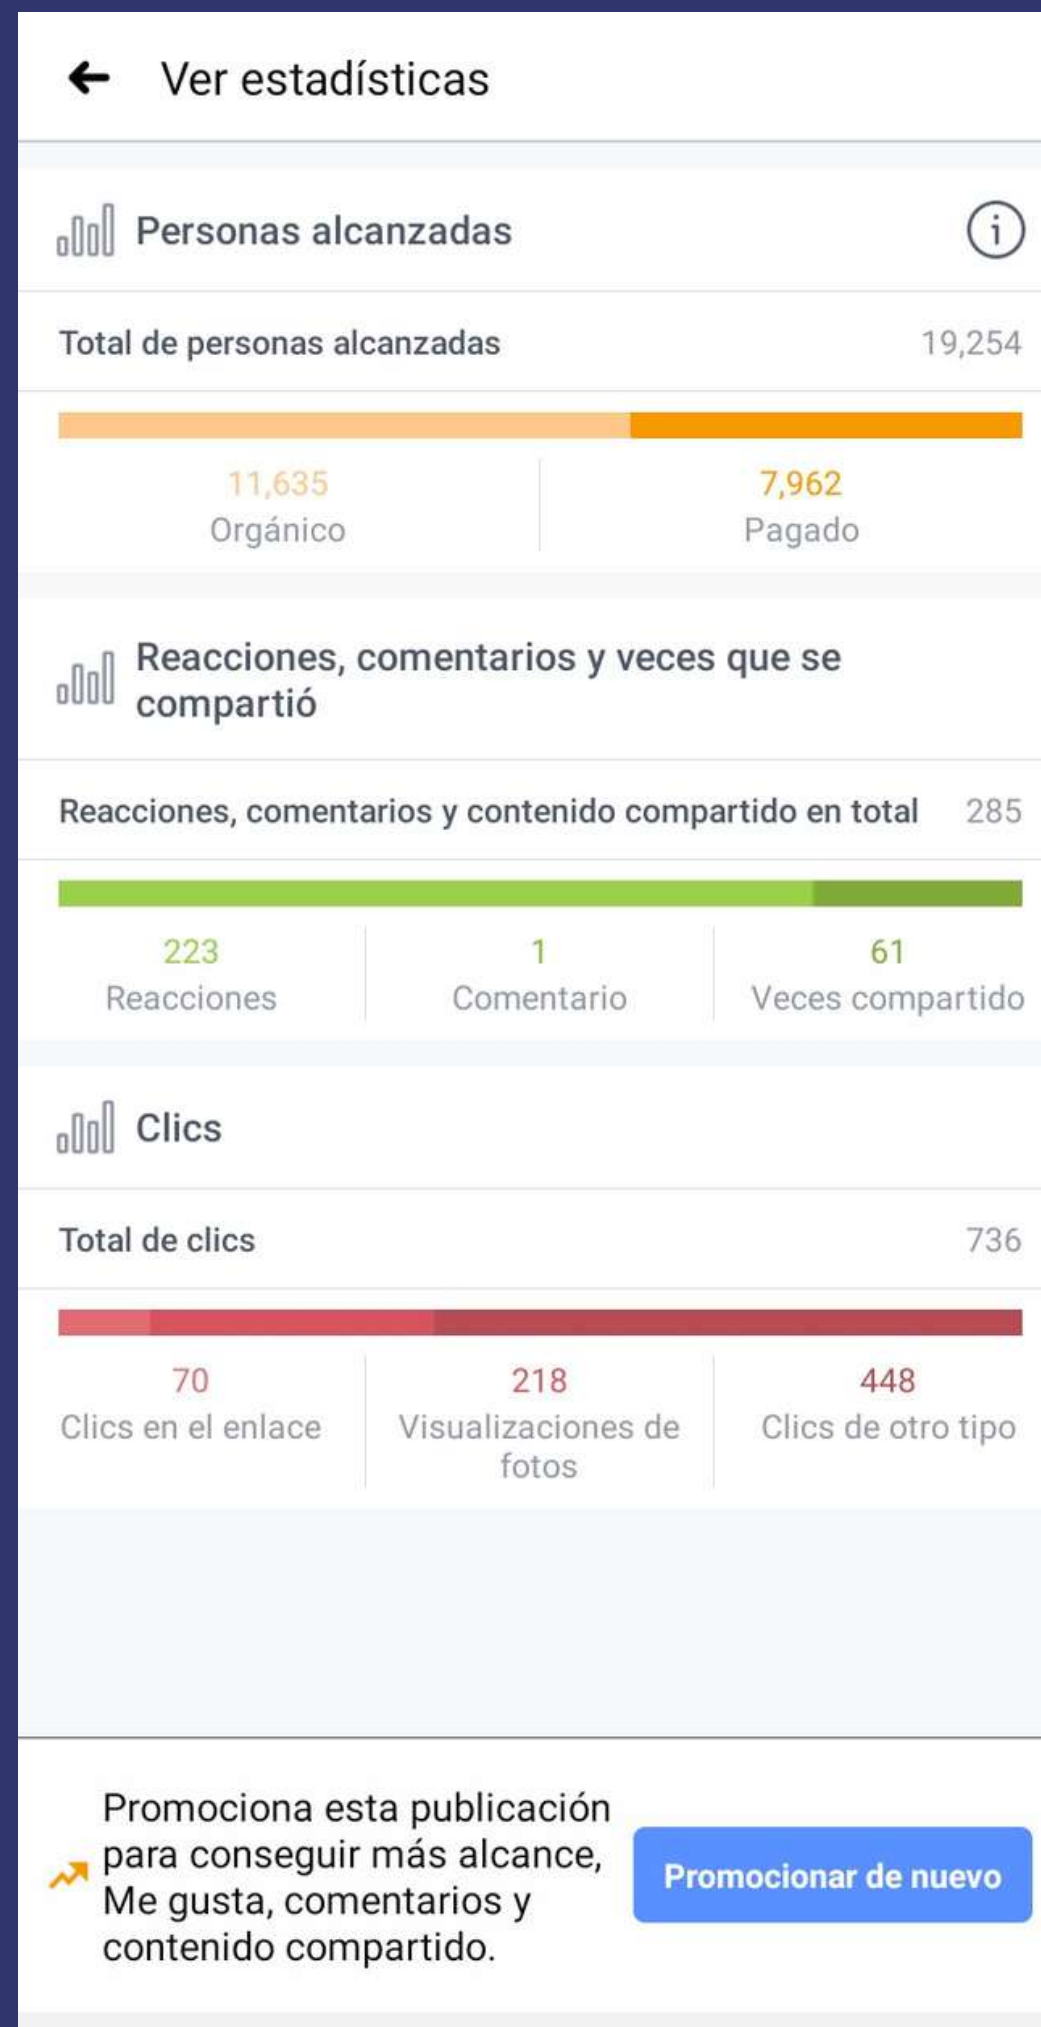 Ver estadísticas
Personas alcanzadas
Total de personas alcanzadas 19,254
11,635 7,962
Orgánico Pagado
Reacciones, comentarios y veces que se
compartió
Reacciones, comentarios y contenido compartido en total 285
223 1 61
Reacciones Comentario Veces compartido
Clics
Total de clics 736
70 218 448
Clics en el enlace Visualizaciones de Clics de otro tipo
fotos
Promociona esta publicación
para conseguir más alcance,
Me gusta, comentarios y
contenido compartido.
Promocionar de nuevo